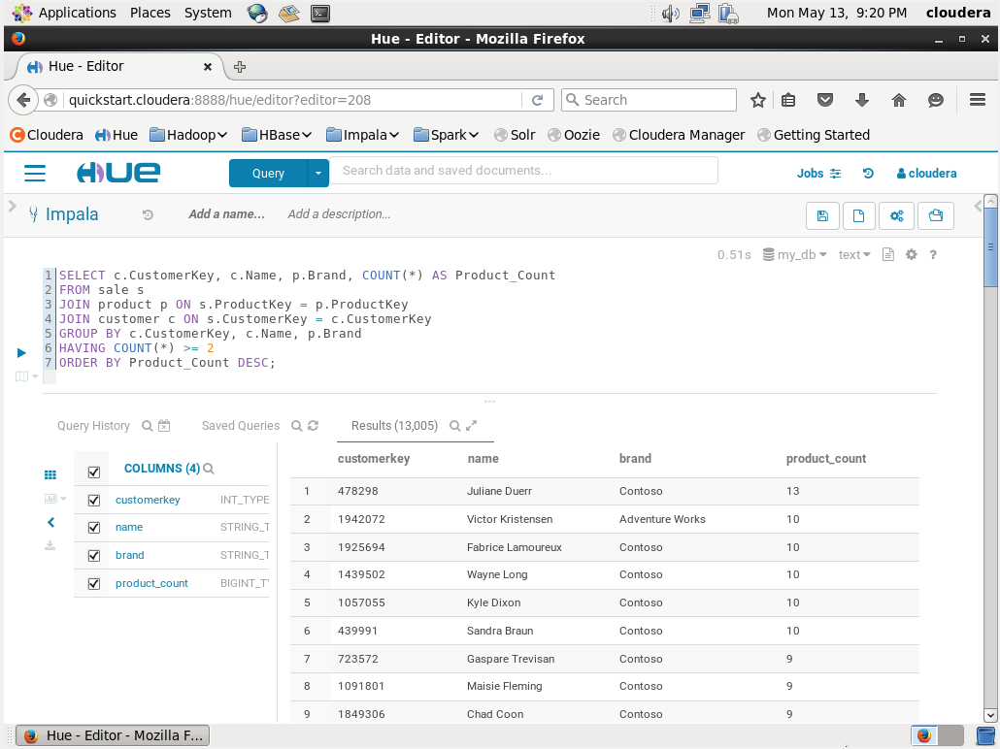 Applications Places System Mon May 13, 9:20 PM cloudera
Hue - Editor - Mozilla Firefox
Hue - Editor
quickstart.cloudera:8888/hue/editor?editor=208 Search
Cloudera Hue Hadoop HBase Impala Spark Solr Oozie Cloudera Manager Getting Started
HUE Query Search data and saved documents... Jobs cloudera
Impala Add a name... Add a description...
0.51s my_db text ?
1 SELECT c.CustomerKey, c.Name, p.Brand, COUNT(*) AS Product_Count
2 FROM sale s
3 JOIN product p ON s.ProductKey = p.ProductKey
4 JOIN customer c ON s.CustomerKey = c.CustomerKey
5 GROUP BY c.CustomerKey, c.Name, p.Brand
6 HAVING COUNT(*) >= 2
7 ORDER BY Product_Count DESC;
Query History Saved Queries Results (13,005)
COLUMNS (4)
customerkey INT_TYPE
name STRING_T
brand STRING_T
product_count BIGINT_TY
customerkey name brand product_count
1 478298 Juliane Duerr Contoso 13
2 1942072 Victor Kristensen Adventure Works 10
3 1925694 Fabrice Lamoureux Contoso 10
4 1439502 Wayne Long Contoso 10
5 1057055 Kyle Dixon Contoso 10
6 439991 Sandra Braun Contoso 10
7 723572 Gaspare Trevisan Contoso 9
8 1091801 Maisie Fleming Contoso 9
9 1849306 Chad Coon Contoso 9
Hue - Editor - Mozilla F...